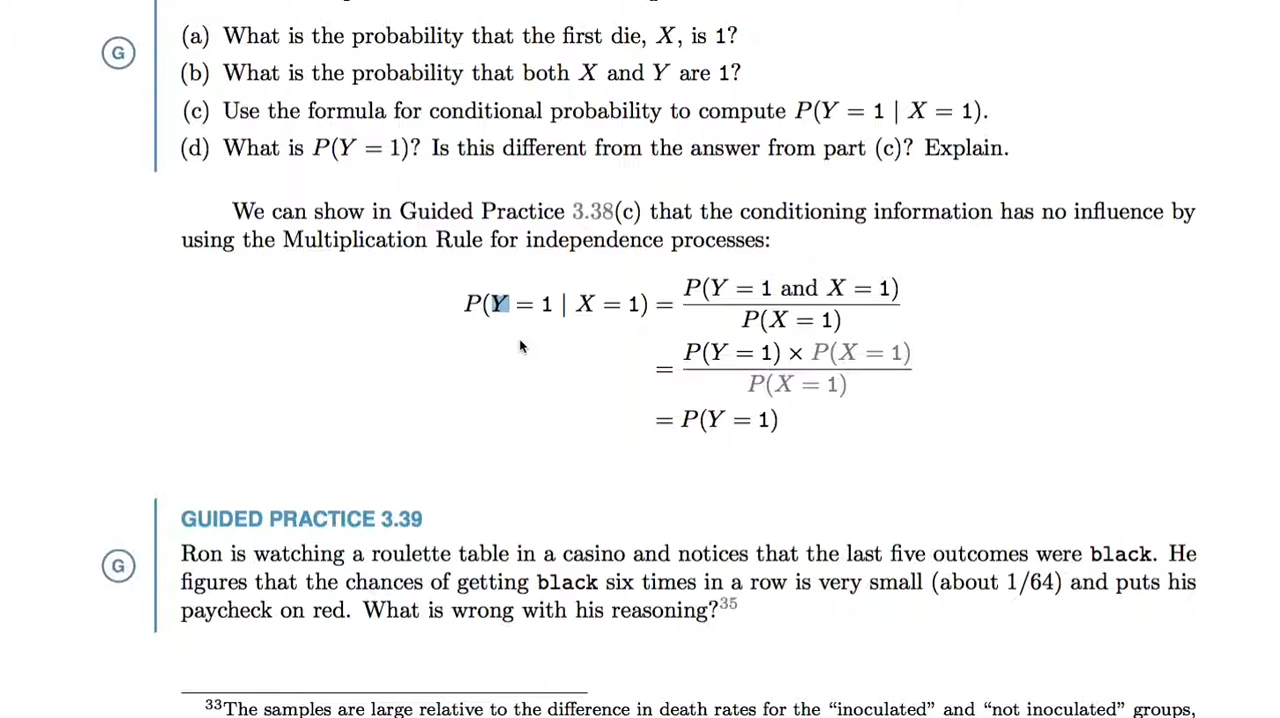 (a) What is the probability that the first die, X, is 1?
G
(b) What is the probability that both X and Y are 1?
(c) Use the formula for conditional probability to compute P(Y = 1 | X = 1).
(d) What is P(Y = 1)? Is this different from the answer from part (c)? Explain.
We can show in Guided Practice 3.38(c) that the conditioning information has no influence by
using the Multiplication Rule for independence processes:
P(Y = 1 | X = 1) = P(Y = 1 and X = 1)
P(X = 1)
= P(Y = 1) × P(X = 1)
P(X = 1)
= P(Y = 1)
GUIDED PRACTICE 3.39
Ron is watching a roulette table in a casino and notices that the last five outcomes were black. He
G
figures that the chances of getting black six times in a row is very small (about 1/64) and puts his
paycheck on red. What is wrong with his reasoning?35
33The samples are large relative to the difference in death rates for the “inoculated” and “not inoculated” groups,